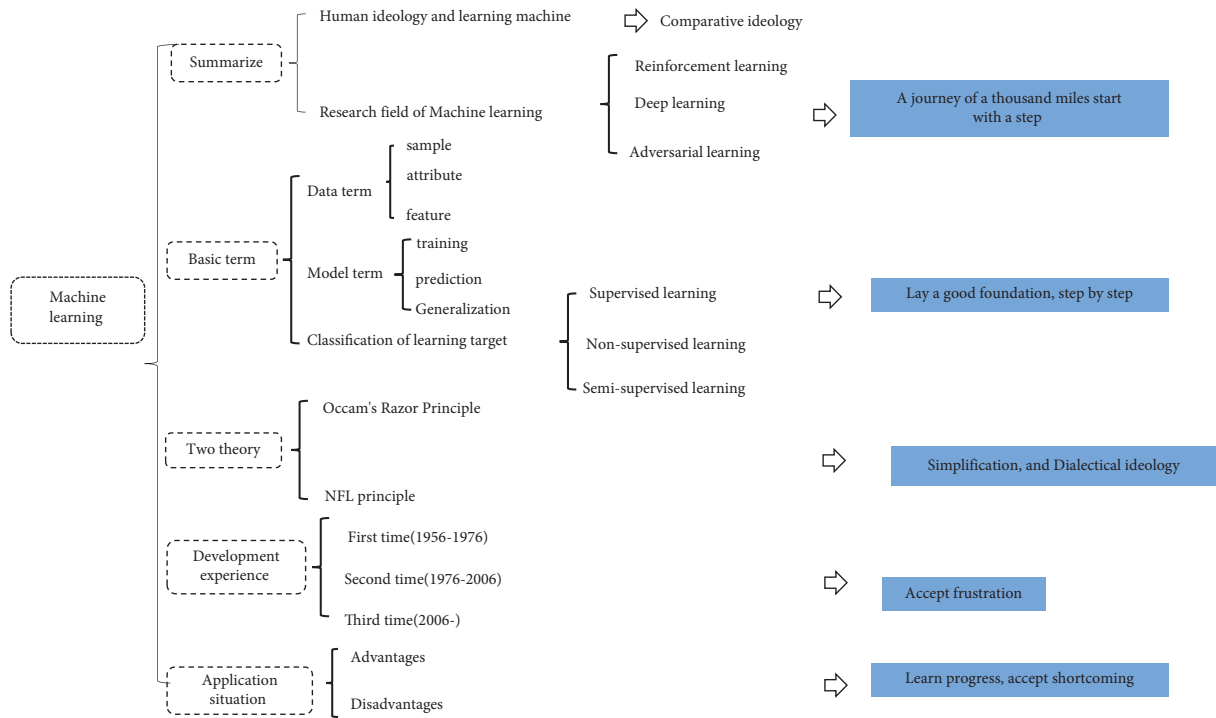 Human ideology and learning machine
Comparative ideology
Summarize
Reinforcement learning
Deep learning
Research field of Machine learning
Adversarial learning
A journey of a thousand miles start
with a step
sample
Data term
attribute
feature
Basic term
training
Model term
prediction
Generalization
Classification of learning target
Supervised learning
Non-supervised learning
Semi-supervised learning
Lay a good foundation, step by step
Machine
learning
Occam's Razor Principle
Two theory
NFL principle
Simplification, and Dialectical ideology
First time(1956-1976)
Development
experience
Second time(1976-2006)
Third time(2006-)
Accept frustration
Advantages
Application
situation
Disadvantages
Learn progress, accept shortcoming